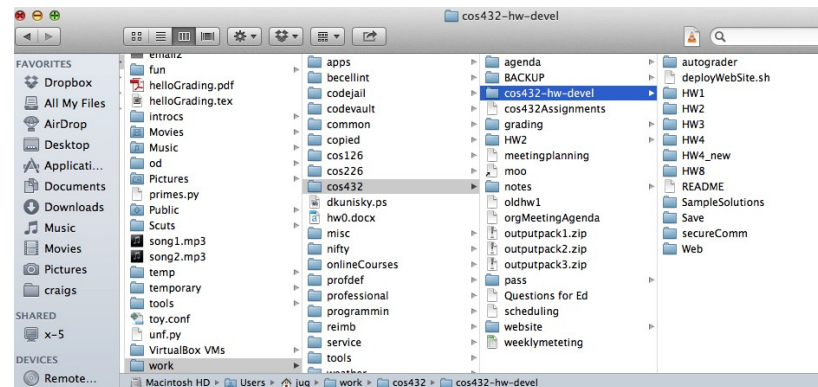 cos432-hw-devel
FAVORITES
Dropbox
All My Files
AirDrop
Desktop
Applicati...
Documents
Downloads
Music
Movies
Pictures
craigs
SHARED
x-5
DEVICES
Remote...
email2
fun
helloGrading.pdf
helloGrading.tex
introcs
Movies
Music
od
Pictures
primes.py
Public
Scuts
song1.mp3
song2.mp3
temp
temporary
tools
toy.conf
unf.py
VirtualBox VMs
work
apps
becellint
codejail
codevault
common
copied
cos126
cos226
cos432
dkunisky.ps
hw0.docx
misc
nifty
onlineCourses
profdef
professional
programmin
reimb
service
tools
weather
agenda
BACKUP
cos432-hw-devel
cos432Assignments
grading
HW2
meetingplanning
moo
notes
oldhw1
orgMeetingAgenda
outputpack1.zip
outputpack2.zip
outputpack3.zip
pass
Questions for Ed
scheduling
website
weeklymeteting
autograder
deployWebSite.sh
HW1
HW2
HW3
HW4
HW4_new
HW8
README
SampleSolutions
Save
secureComm
Web
Macintosh HD ▸ Users ▸ jug ▸ work ▸ cos432 ▸ cos432-hw-devel